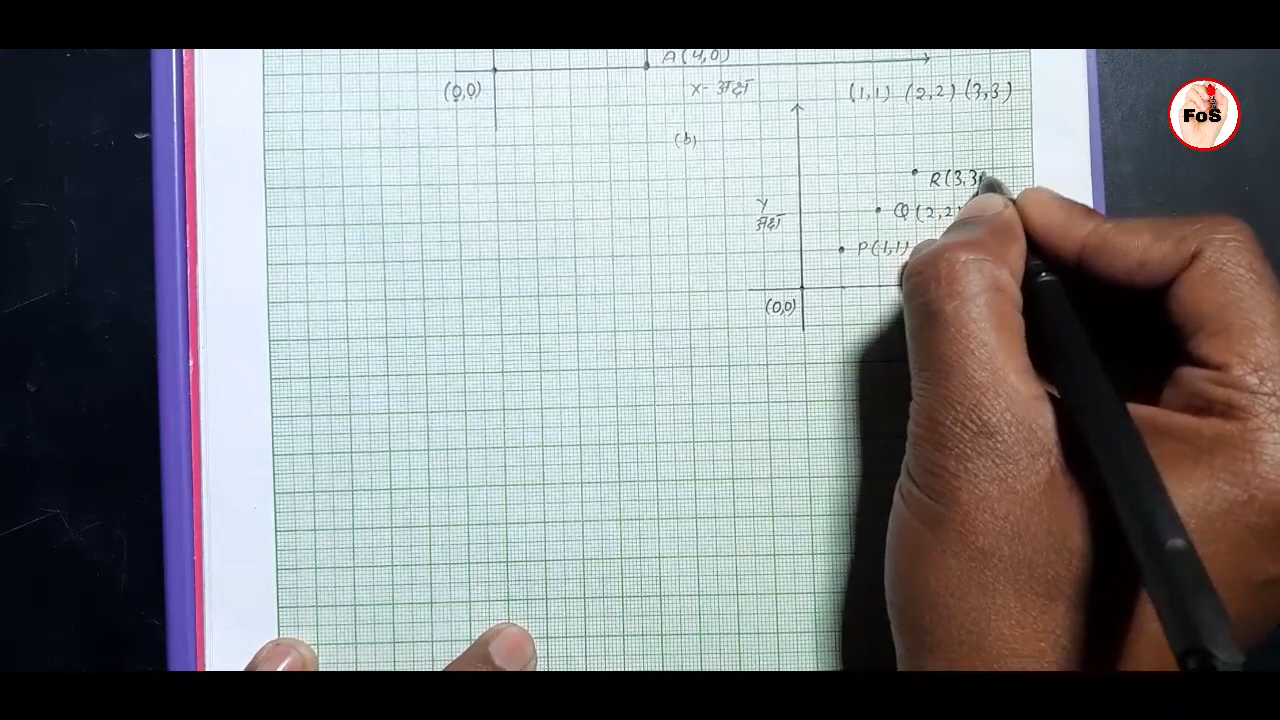 A(4,0)
(0,0) X- अक्ष (1,1) (2,2) (3,3)
(b)
R(3,3)
Y Q(2,2)
अक्ष
P(1,1)
(0,0)
FoS